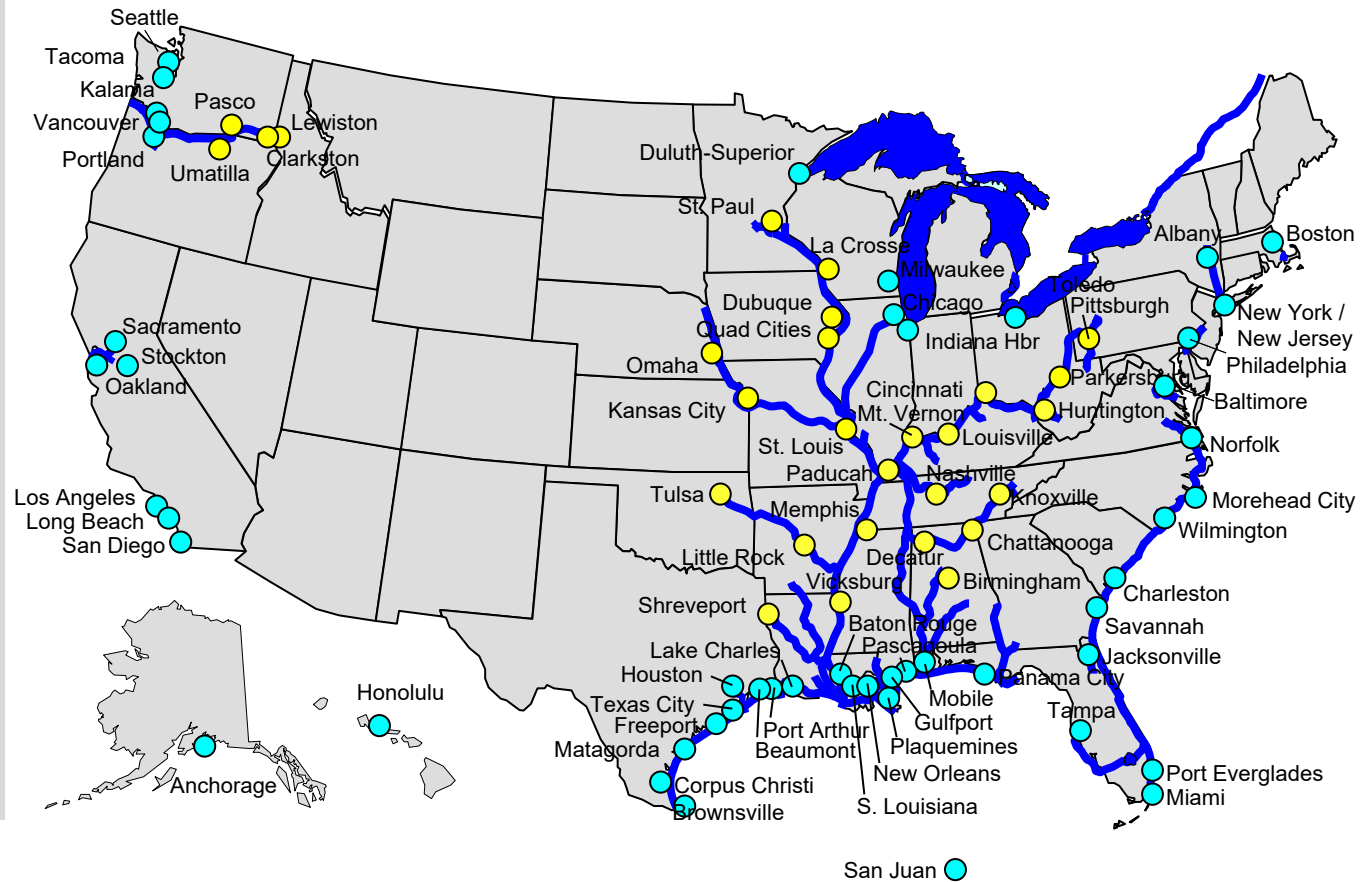 Seattle
Tacoma
Kalama
Pasco
Lewiston
Vancouver
Portland
Clarkston
Umatilla
Duluth-Superior
St. Paul
La Crosse
Milwaukee
Albany
Boston
Dubuque
Chicago
Toledo
Pittsburgh
Quad Cities
Indiana Hbr
New York /
New Jersey
Sacramento
Stockton
Oakland
Omaha
Philadelphia
Kansas City
Cincinnati
Parkersburg
Baltimore
Mt. Vernon
Huntington
St. Louis
Louisville
Norfolk
Paducah
Nashville
Los Angeles
Long Beach
San Diego
Tulsa
Memphis
Knoxville
Morehead City
Wilmington
Little Rock
Decatur
Chattanooga
Vicksburg
Birmingham
Charleston
Shreveport
Baton Rouge
Savannah
Pascagoula
Lake Charles
Jacksonville
Houston
Panama City
Honolulu
Texas City
Mobile
Tampa
Freeport
Port Arthur
Gulfport
Matagorda
Beaumont
Plaquemines
Anchorage
Corpus Christi
New Orleans
Port Everglades
Brownsville
S. Louisiana
Miami
San Juan